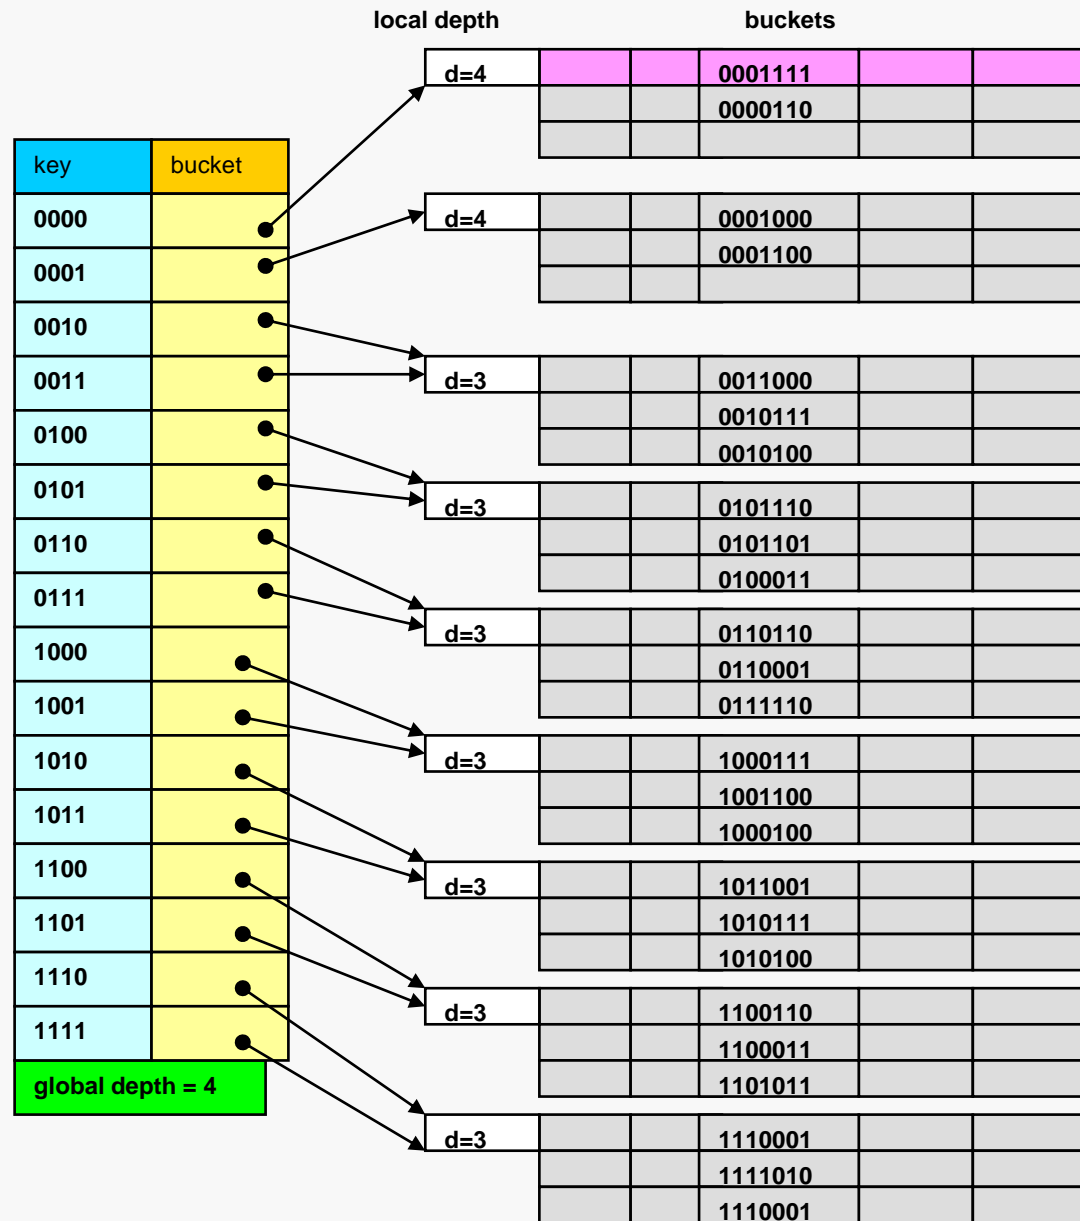 local depth buckets
d=4 0001111
0000110
key bucket
0000
0001
0010
0011
0100
0101
0110
0111
1000
1001
1010
1011
1100
1101
1110
1111
global depth = 4
d=4 0001000
0001100
d=3 0011000
0010111
0010100
d=3 0101110
0101101
0100011
d=3 0110110
0110001
0111110
d=3 1000111
1001100
1000100
d=3 1011001
1010111
1010100
d=3 1100110
1100011
1101011
d=3 1110001
1111010
1110001